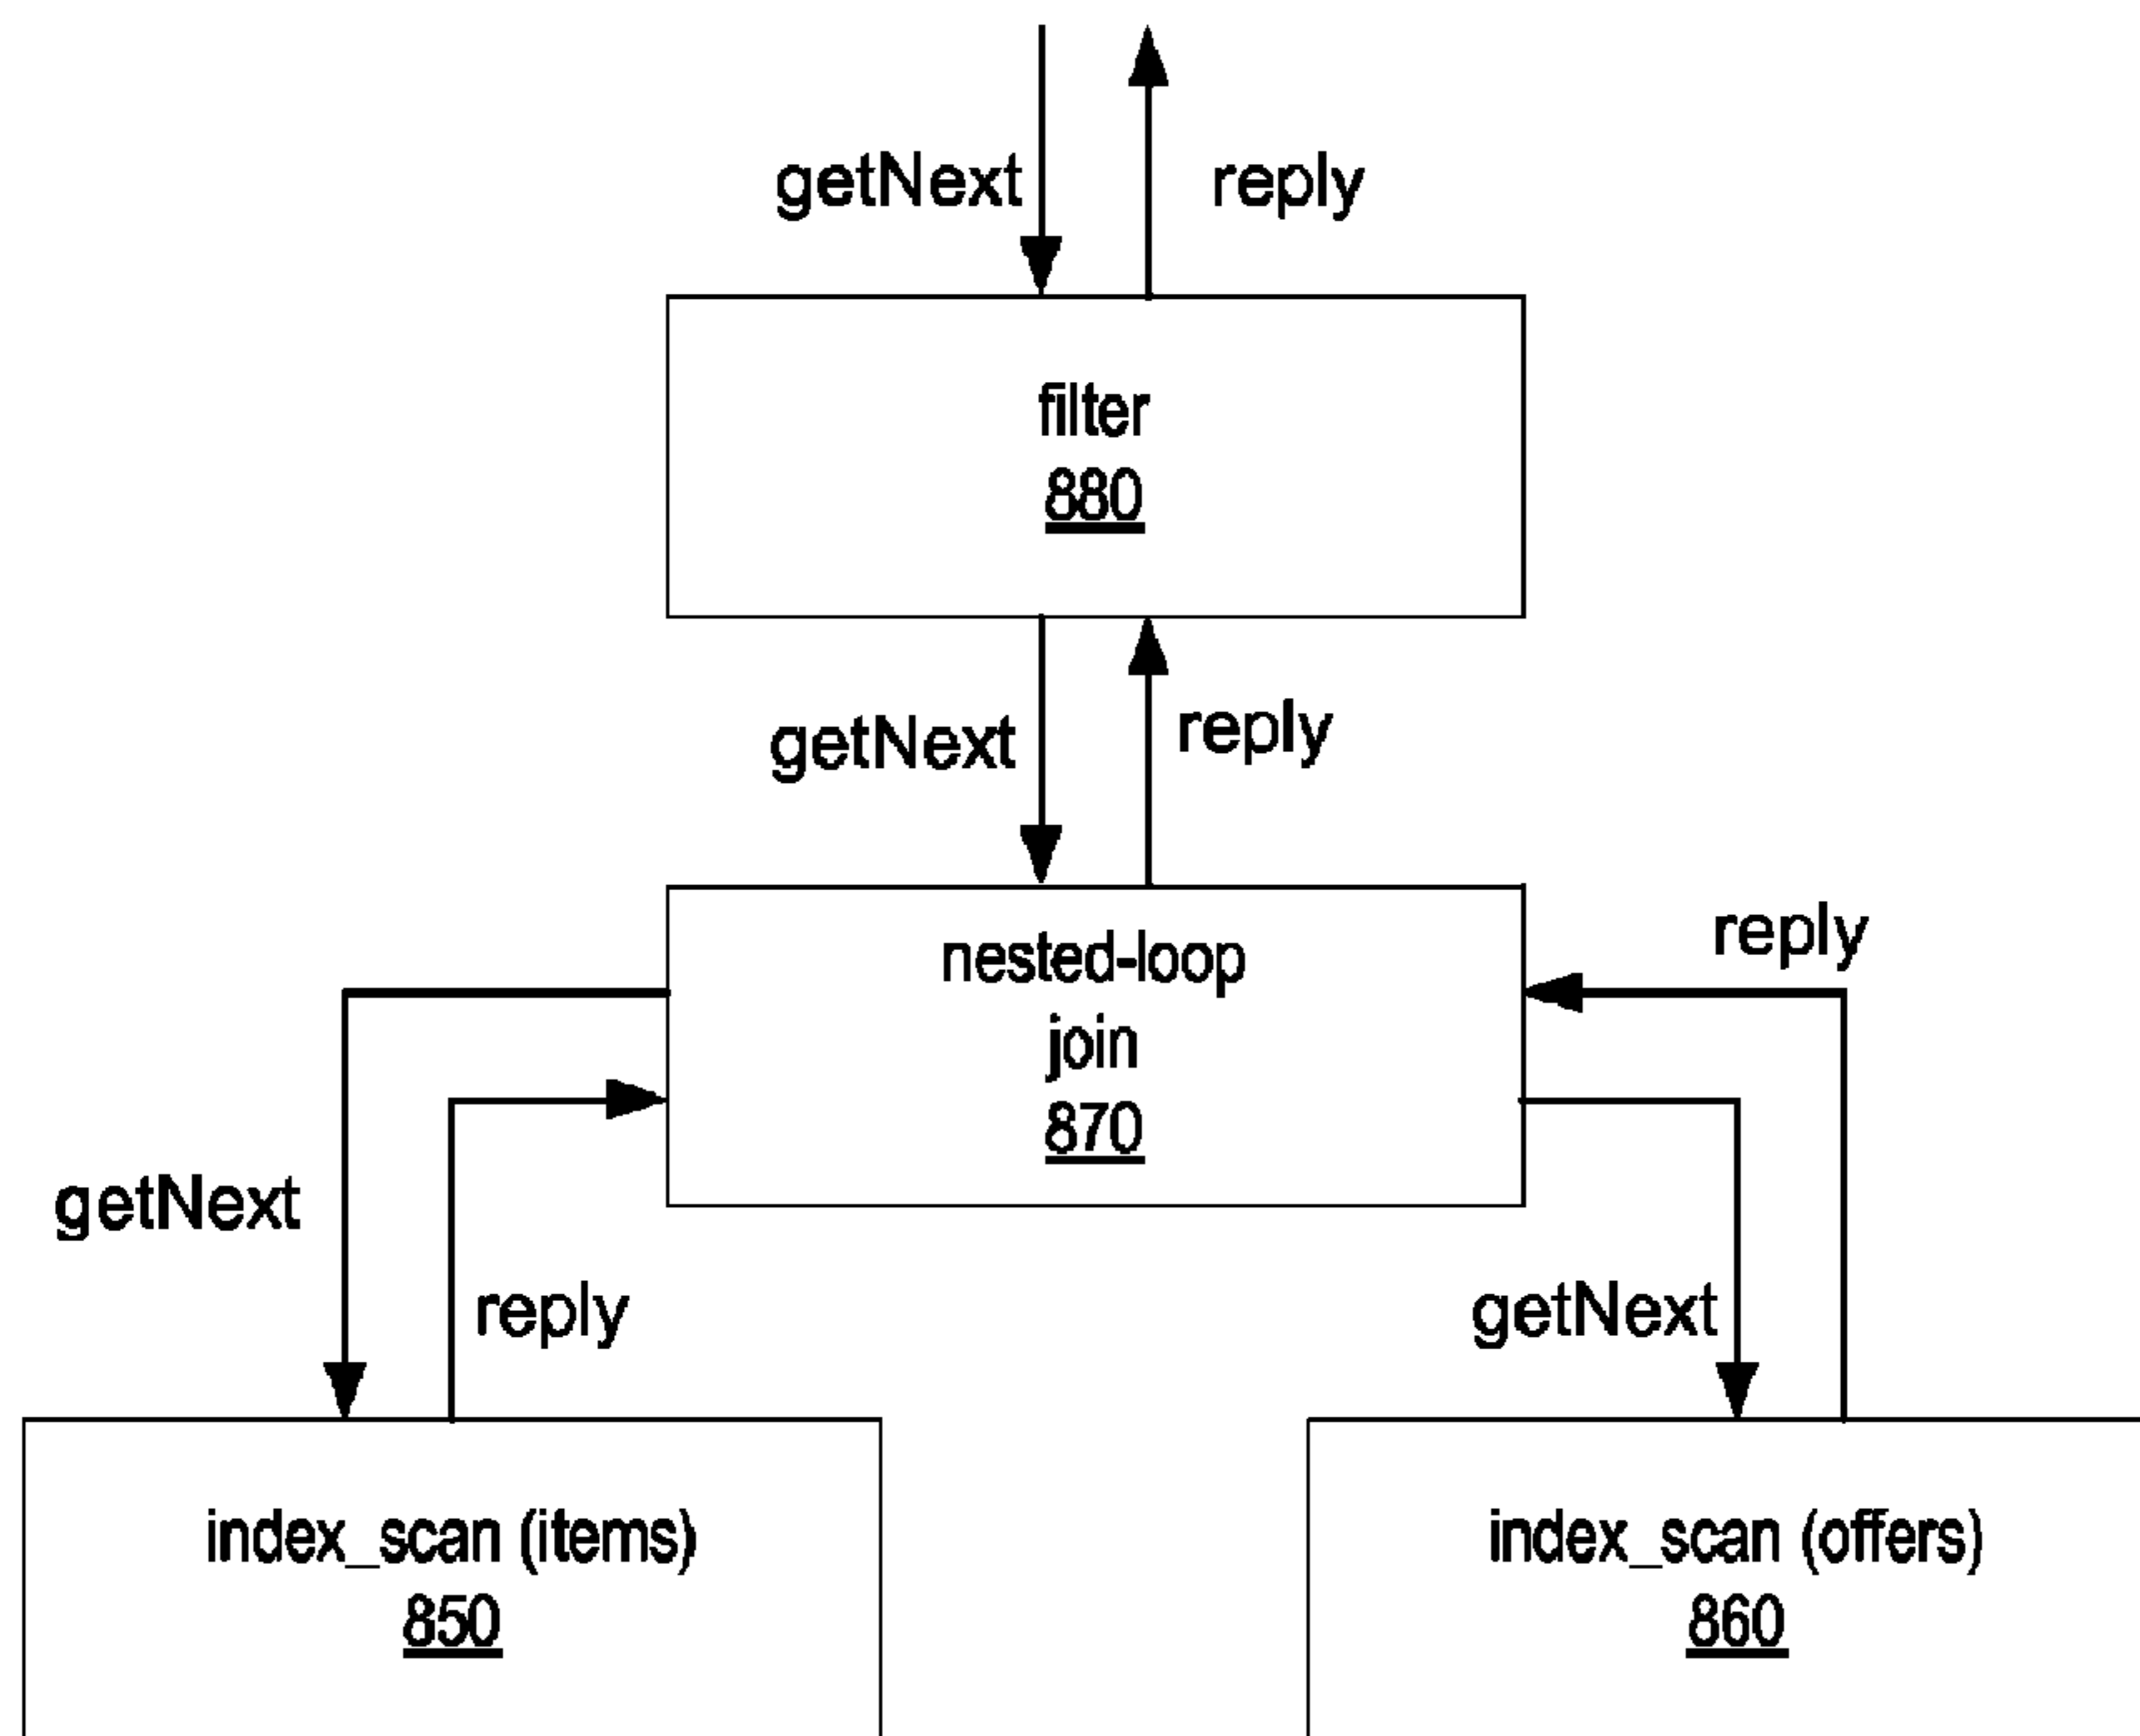 getNext
reply
filter
880
getNext
reply
nested-loop
join
870
reply
getNext
reply
getNext
index_scan (items)
850
index_scan (offers)
860